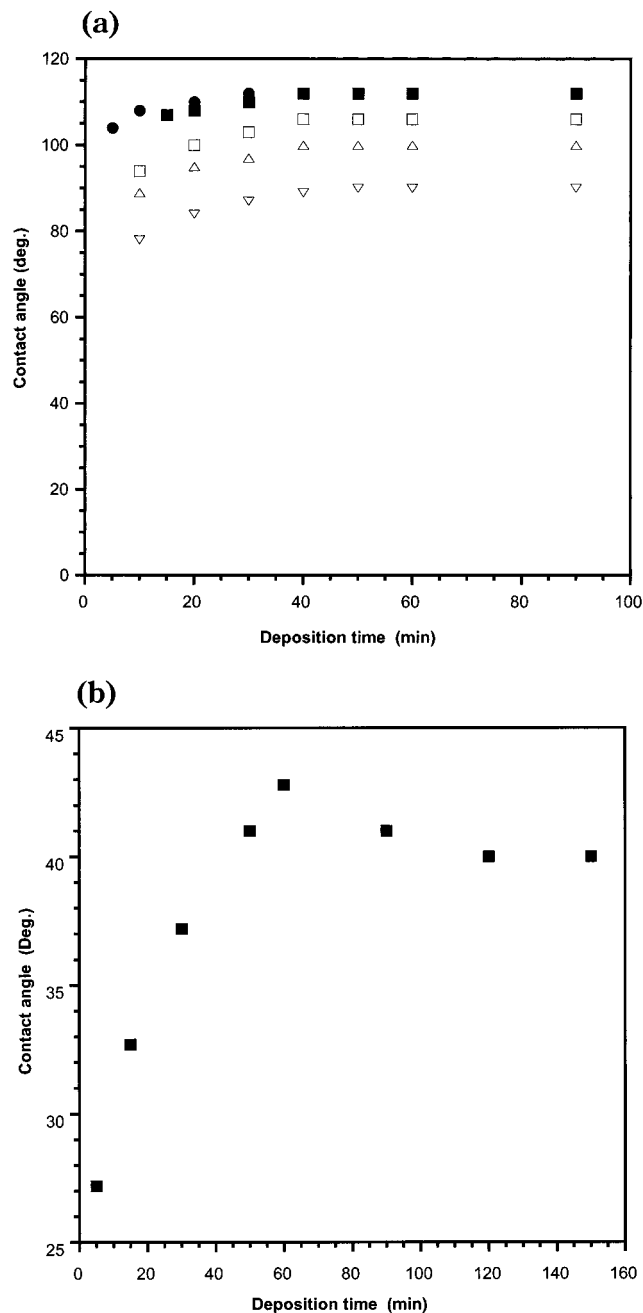 (a)
120
100
80
60
40
20
0
Contact angle (deg.)
0 20 40 60 80 100
Deposition time (min)
(b)
45
40
35
30
25
Contact angle (Deg.)
0 20 40 60 80 100 120 140 160
Deposition time (min)